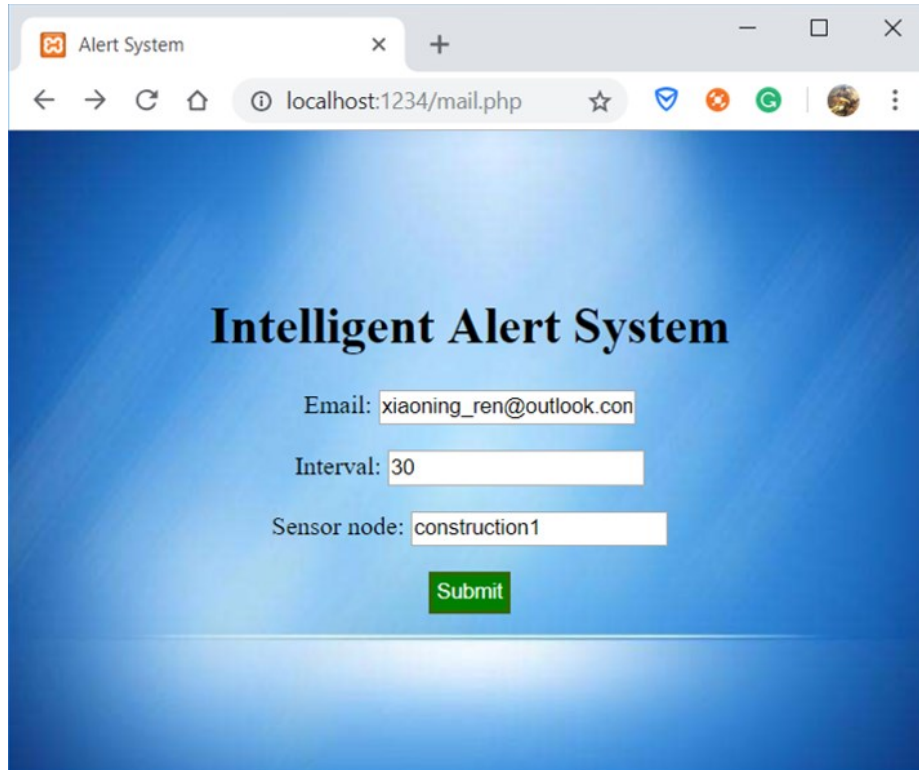 Alert System
localhost:1234/mail.php
Intelligent Alert System
Email: xiaoning_ren@outlook.con
Interval: 30
Sensor node: construction1
Submit